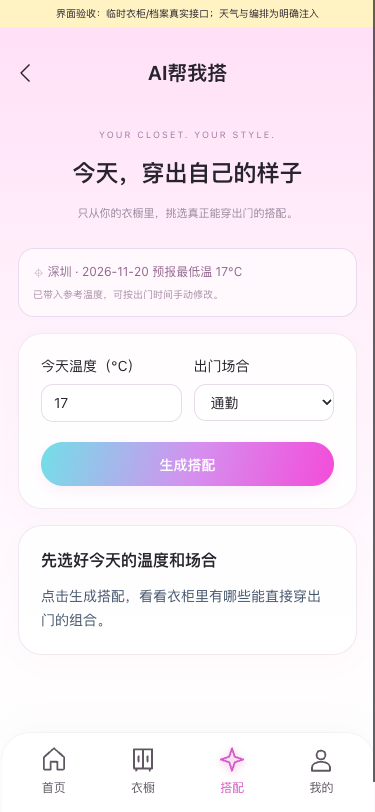 界面验收：临时衣柜/档案真实接口；天气与编排为明确注入
AI帮我搭
YOUR CLOSET. YOUR STYLE.
今天，穿出自己的样子
只从你的衣橱里，挑选真正能穿出门的搭配。
深圳 · 2026-11-20 预报最低温 17°C
已带入参考温度，可按出门时间手动修改。
今天温度（°C） 出门场合
17 通勤
生成搭配
先选好今天的温度和场合
点击生成搭配，看看衣柜里有哪些能直接穿出
门的组合。
首页 衣橱 搭配 我的